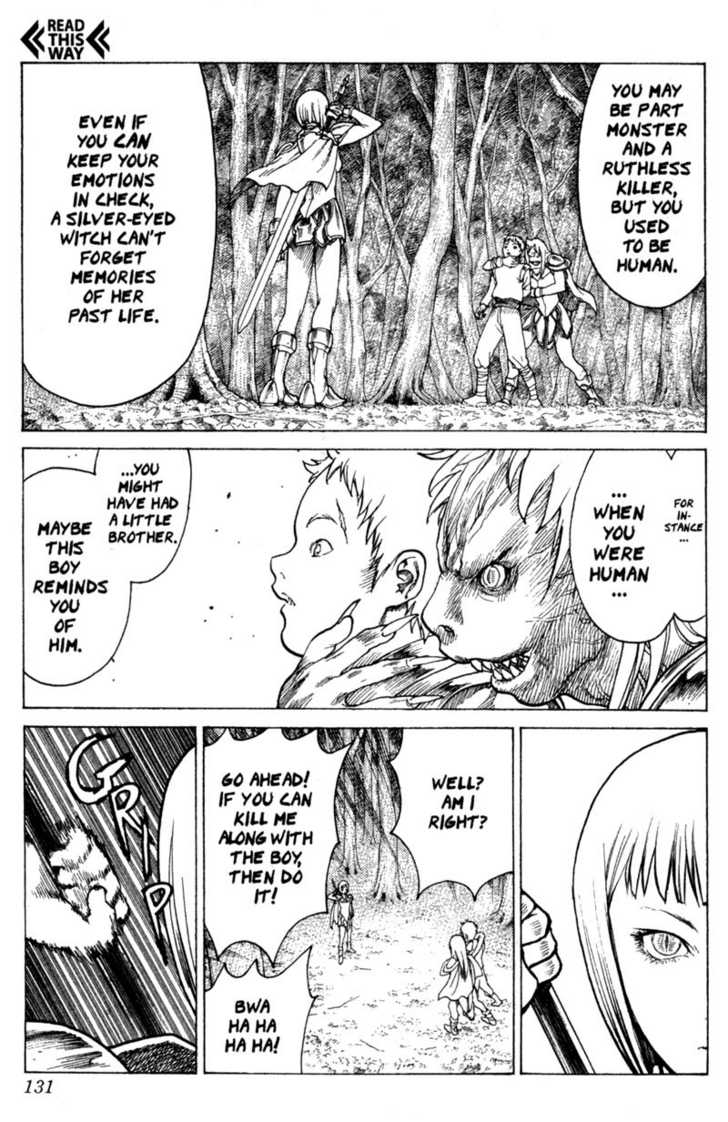 READ
THIS
WAY
YOU MAY
BE PART
MONSTER
AND A
RUTHLESS
KILLER,
BUT YOU
USED
TO BE
HUMAN.
EVEN IF
YOU CAN
KEEP YOUR
EMOTIONS
IN CHECK,
A SILVER-EYED
WITCH CAN'T
FORGET
MEMORIES
OF HER
PAST LIFE.
FOR
IN-
STANCE
...
...
WHEN
YOU
WERE
HUMAN
...
...YOU
MIGHT
HAVE HAD
A LITTLE
BROTHER.
MAYBE
THIS
BOY
REMINDS
YOU
OF
HIM.
WELL?
AM I
RIGHT?
GO AHEAD!
IF YOU CAN
KILL ME
ALONG WITH
THE BOY,
THEN DO
IT!
BWA
HA HA
HA HA!
GRIP
131